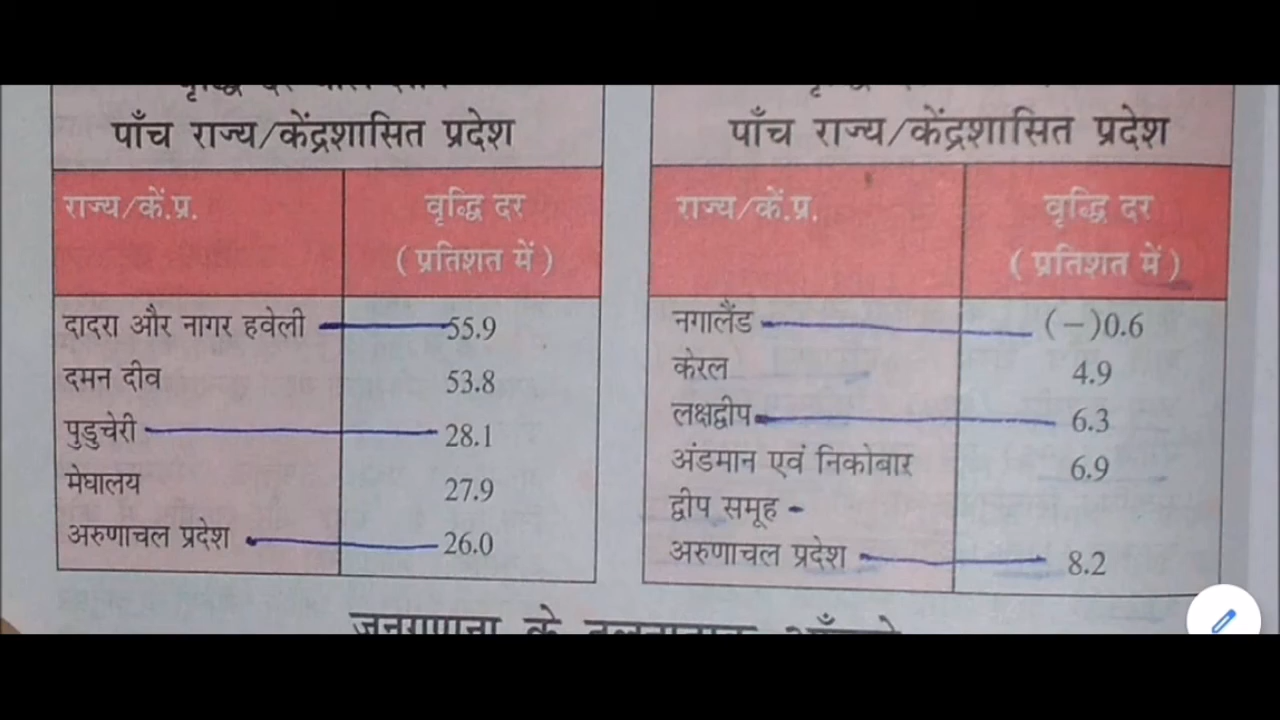 पाँच राज्य/केंद्रशासित प्रदेश
राज्य/कें.प्र. वृद्धि दर
(प्रतिशत में)
दादरा और नागर हवेली 55.9
दमन दीव 53.8
पुडुचेरी 28.1
मेघालय 27.9
अरुणाचल प्रदेश 26.0
पाँच राज्य/केंद्रशासित प्रदेश
राज्य/कें.प्र. वृद्धि दर
(प्रतिशत में)
नगालैंड (-)0.6
केरल 4.9
लक्षद्वीप 6.3
अंडमान एवं निकोबार 6.9
द्वीप समूह -
अरुणाचल प्रदेश 8.2
जनगणना के